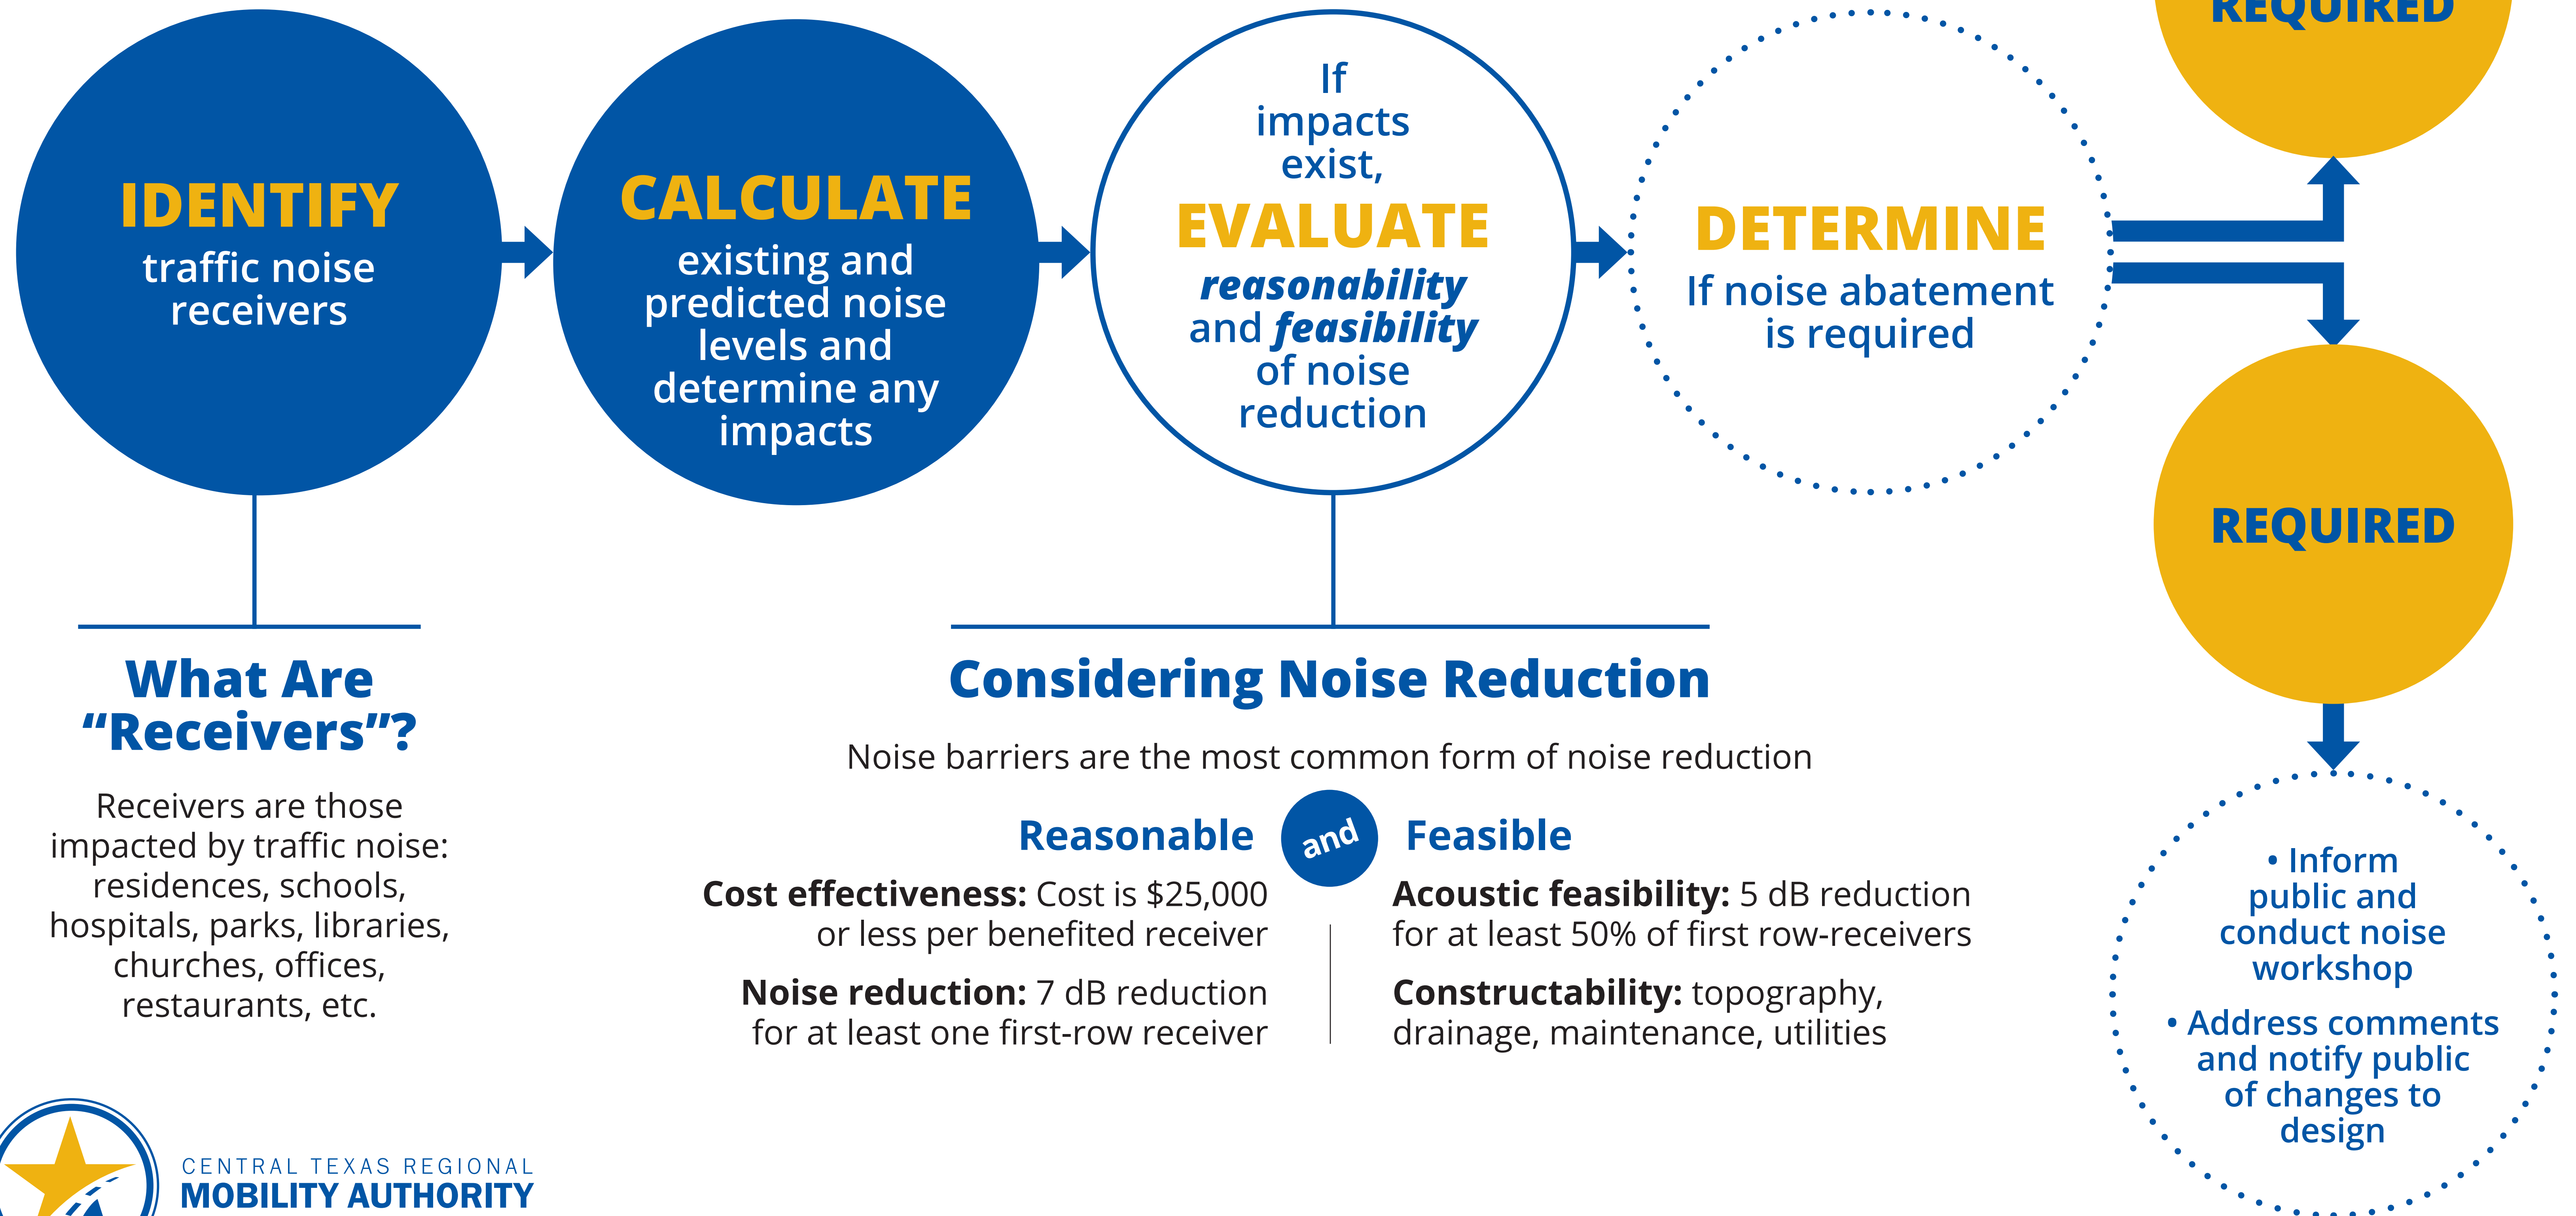 IDENTIFY
traffic noise
receivers
CALCULATE
existing and
predicted noise
levels and
determine any
impacts
If
impacts
exist,
EVALUATE
reasonability
and feasibility
of noise
reduction
DETERMINE
If noise abatement
is required
REQUIRED
REQUIRED
• Inform
public and
conduct noise
workshop
• Address comments
and notify public
of changes to
design
What Are
“Receivers”?
Receivers are those
impacted by traffic noise:
residences, schools,
hospitals, parks, libraries,
churches, offices,
restaurants, etc.
Considering Noise Reduction
Noise barriers are the most common form of noise reduction
Reasonable and Feasible
Cost effectiveness: Cost is $25,000
or less per benefited receiver
Noise reduction: 7 dB reduction
for at least one first-row receiver
Acoustic feasibility: 5 dB reduction
for at least 50% of first row-receivers
Constructability: topography,
drainage, maintenance, utilities
CENTRAL TEXAS REGIONAL
MOBILITY AUTHORITY